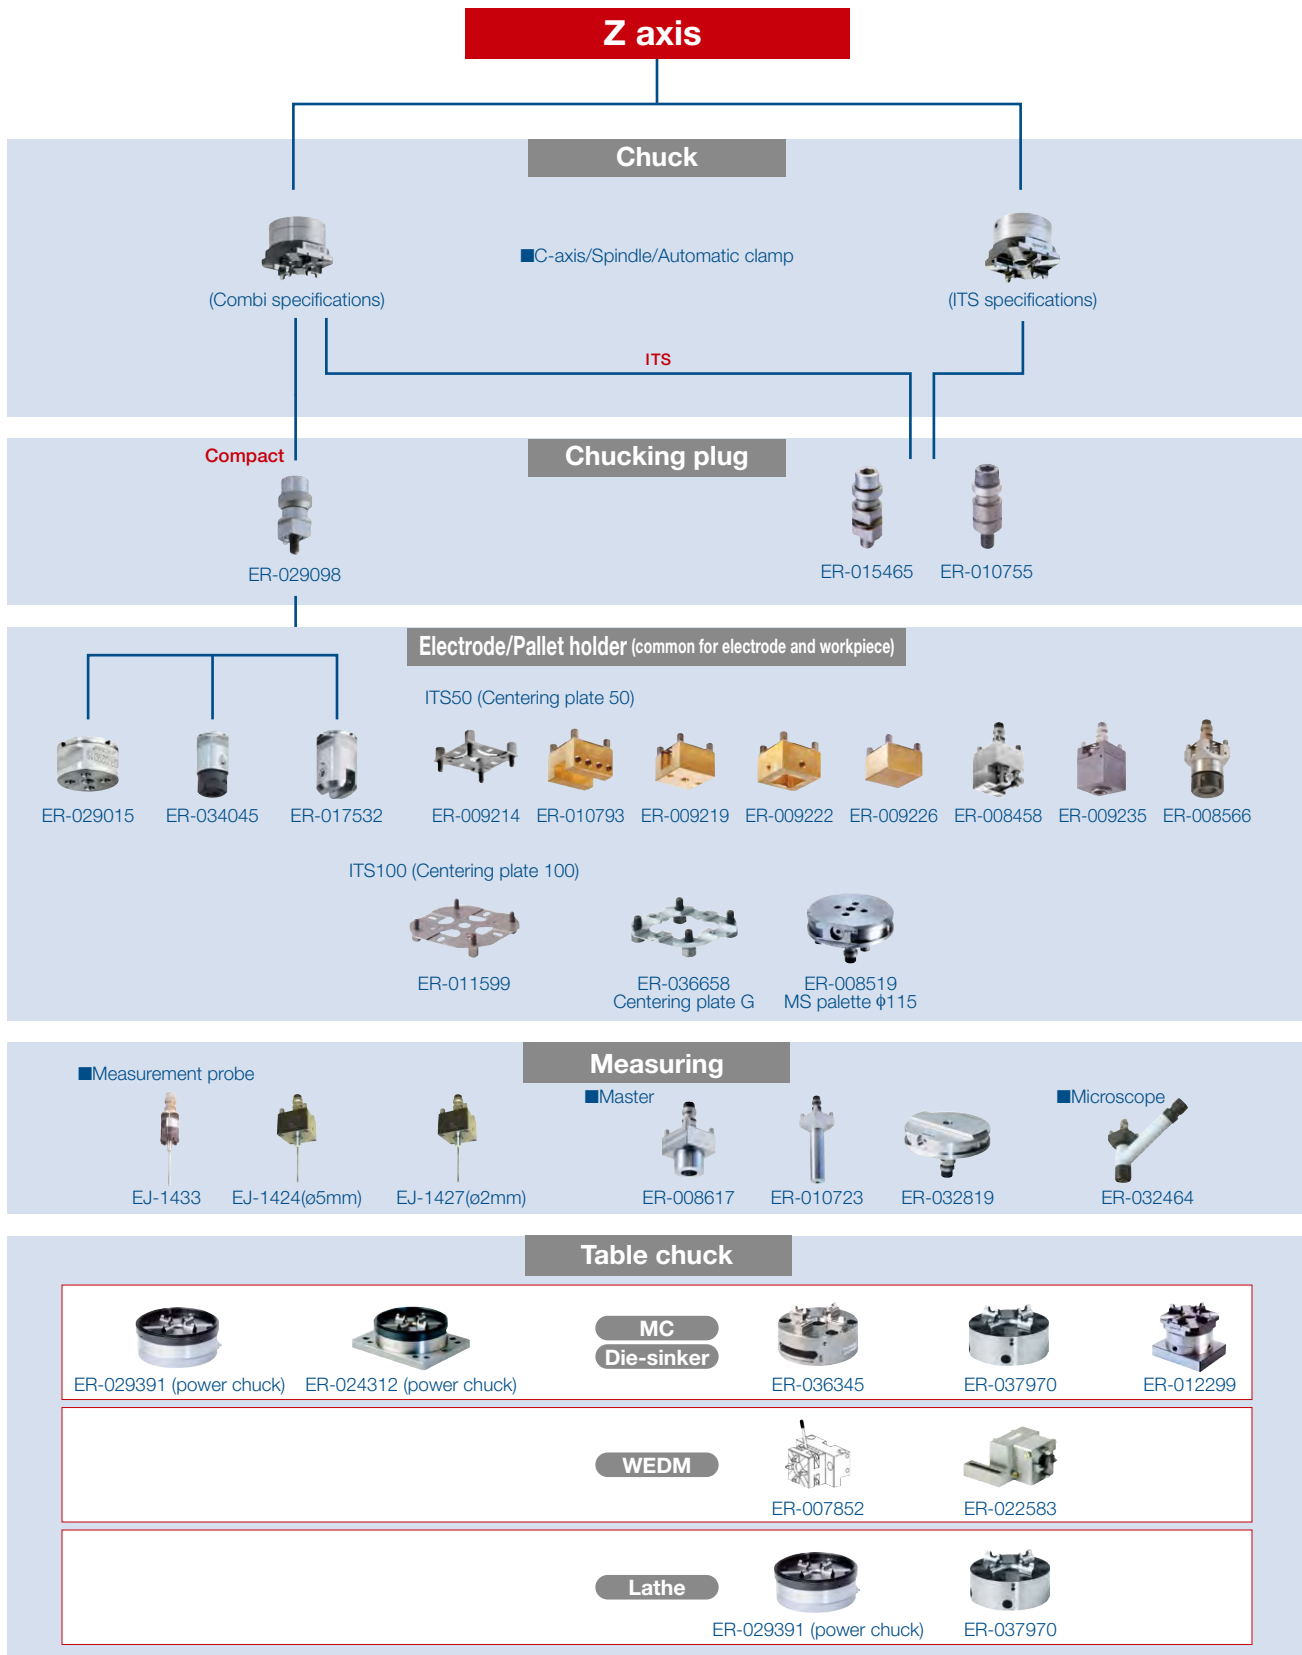 Z axis
Chuck
■C-axis/Spindle/Automatic clamp
(Combi specifications)
(ITS specifications)
ITS
Compact
Chucking plug
ER-029098
ER-015465
ER-010755
Electrode/Pallet holder (common for electrode and workpiece)
ITS50 (Centering plate 50)
ER-029015
ER-034045
ER-017532
ER-009214
ER-010793
ER-009219
ER-009222
ER-009226
ER-008458
ER-009235
ER-008566
ITS100 (Centering plate 100)
ER-011599
ER-036658
Centering plate G
ER-008519
MS palette ϕ115
Measuring
■Measurement probe
■Master
■Microscope
EJ-1433
EJ-1424(ø5mm)
EJ-1427(ø2mm)
ER-008617
ER-010723
ER-032819
ER-032464
Table chuck
MC
Die-sinker
ER-029391 (power chuck)
ER-024312 (power chuck)
ER-036345
ER-037970
ER-012299
WEDM
ER-007852
ER-022583
Lathe
ER-029391 (power chuck)
ER-037970